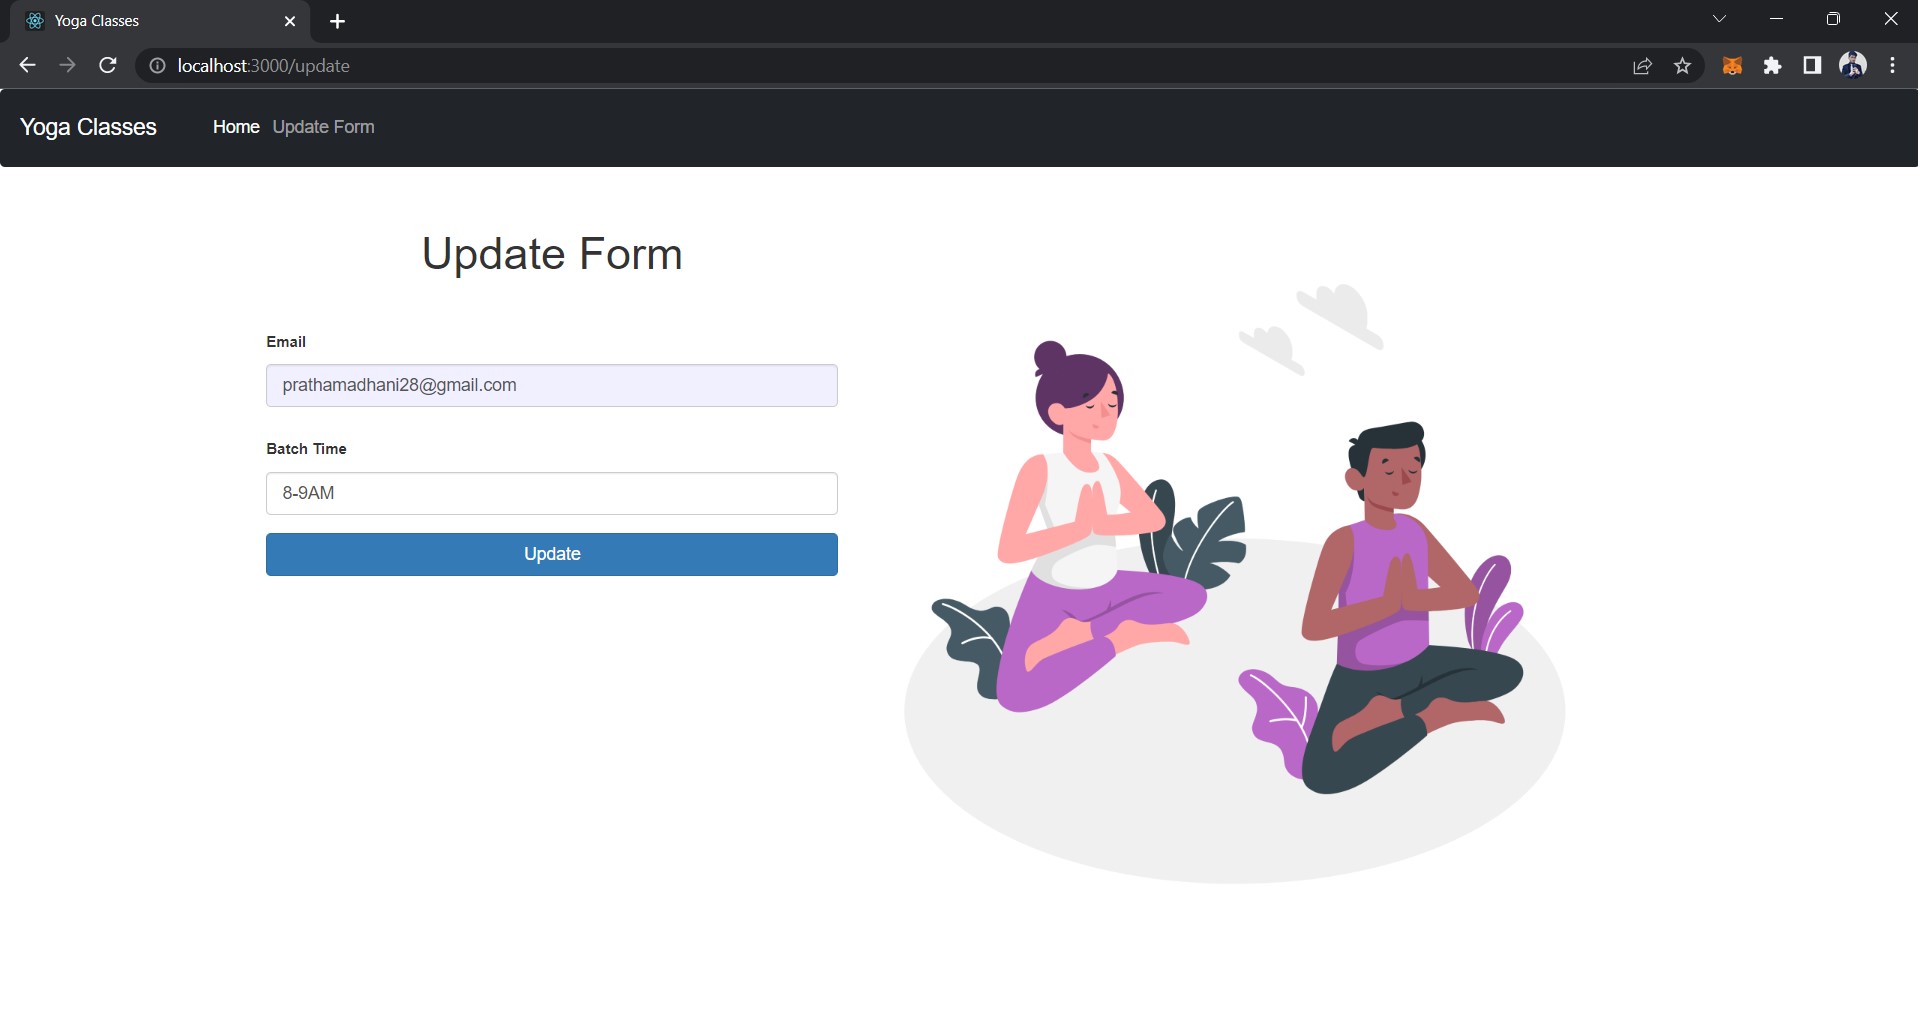 Yoga Classes
localhost:3000/update
Yoga Classes Home Update Form
Update Form
Email
prathamadhani28@gmail.com
Batch Time
8-9AM
Update